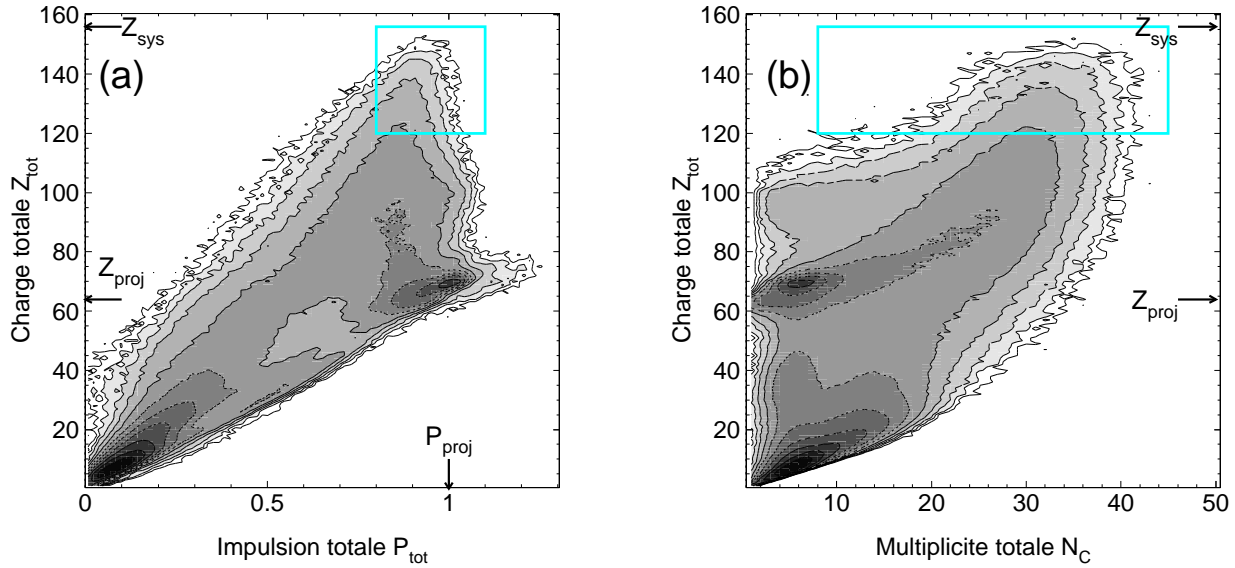 160
140
120
100
80
60
40
20
0
0.5
1
Z_sys
Z_proj
P_proj
(a)
Charge totale Z_tot
Impulsion totale P_tot
160
140
120
100
80
60
40
20
10
20
30
40
50
Z_sys
Z_proj
(b)
Charge totale Z_tot
Multiplicite totale N_C